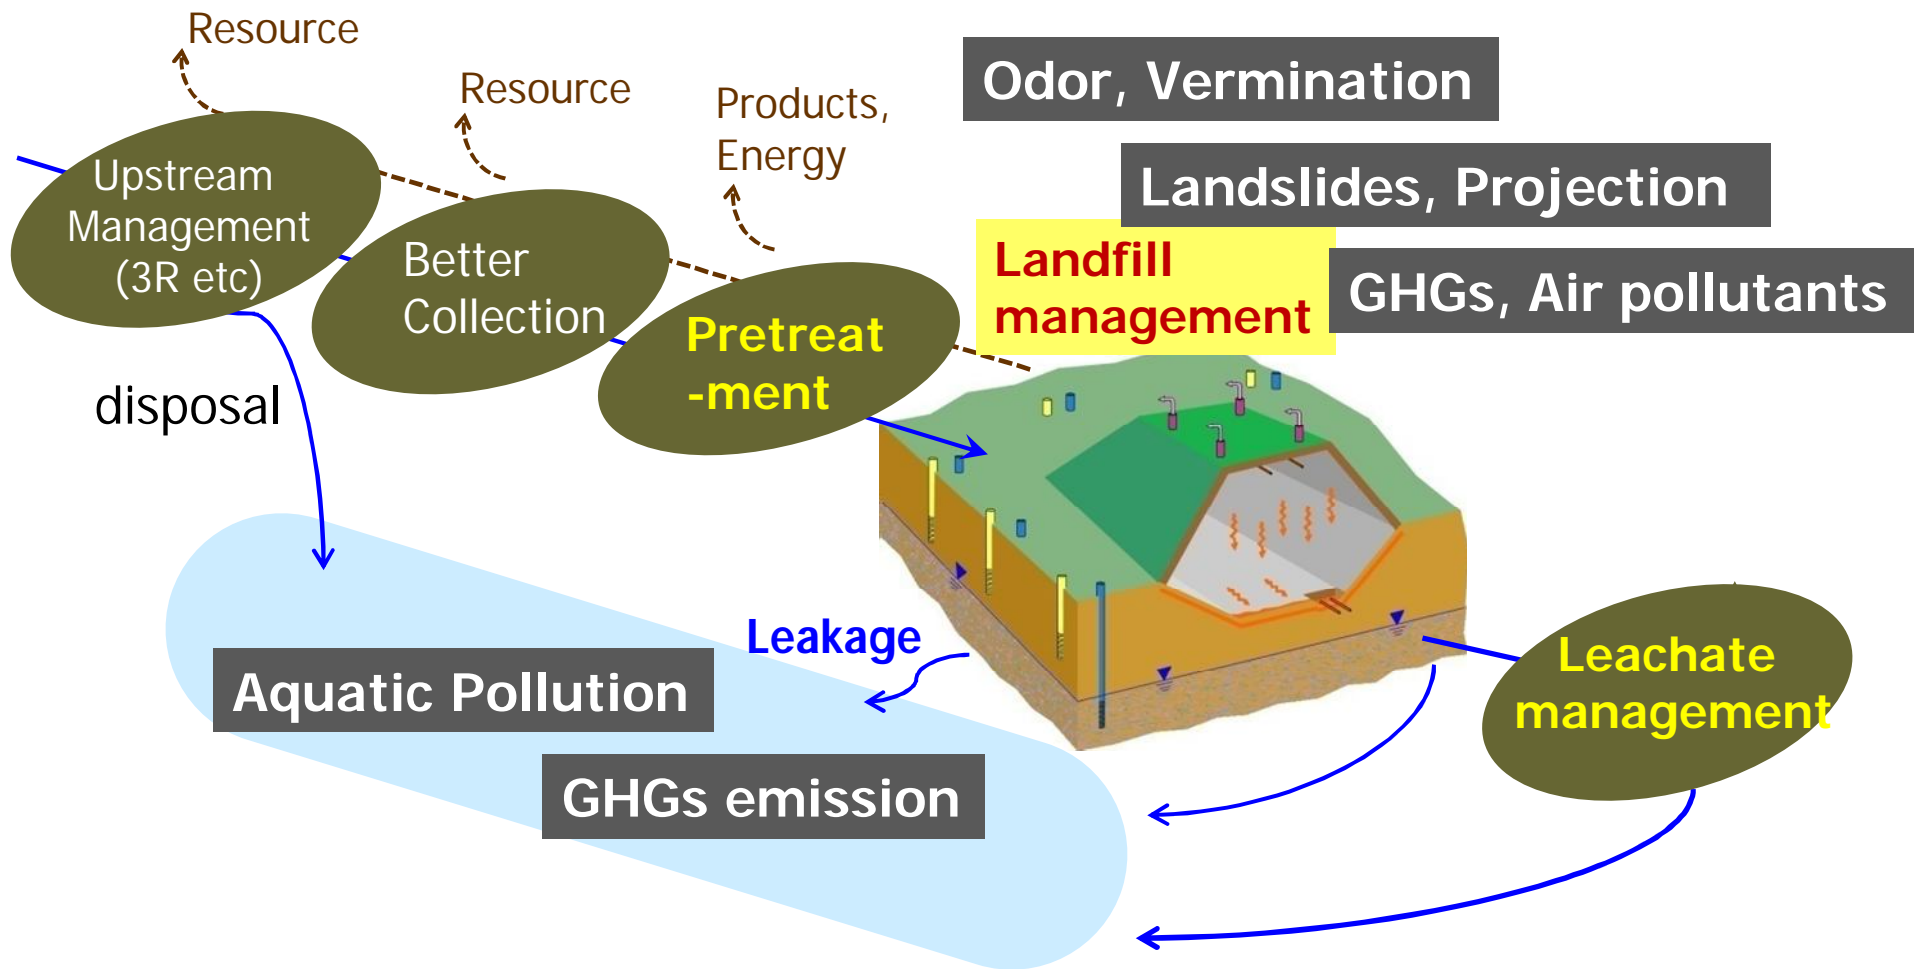 Resource
Resource
Products,
Energy
Odor, Vermination
Landslides, Projection
GHGs, Air pollutants
Upstream
Management
(3R etc)
Better
Collection
Pretreat
-ment
Landfill
management
disposal
Leakage
Aquatic Pollution
GHGs emission
Leachate
management